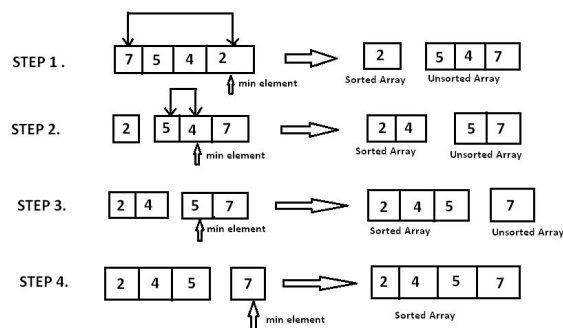 STEP 1 .
7 5 4 2
min element
2
Sorted Array
5 4 7
Unsorted Array
STEP 2.
2
5 4 7
min element
2 4
Sorted Array
5 7
Unsorted Array
STEP 3.
2 4
5 7
min element
2 4 5
Sorted Array
7
Unsorted Array
STEP 4.
2 4 5
7
min element
2 4 5 7
Sorted Array